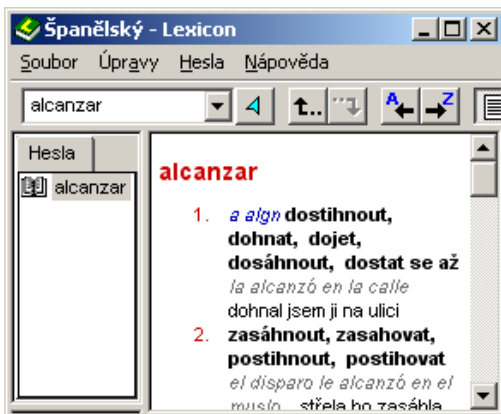 Španělský - Lexicon
Soubor Úpravy Hesla Nápověda
alcanzar
Hesla
alcanzar
alcanzar
1. a algn dostihnout,
dohnat, dojet,
dosáhnout, dostat se až
la alcanzó en la calle
dohnal jsem ji na ulici
2. zasáhnout, zasahovat,
postihnout, postihovat
el disparo le alcanzó en el
muslo střela ho zasáhla